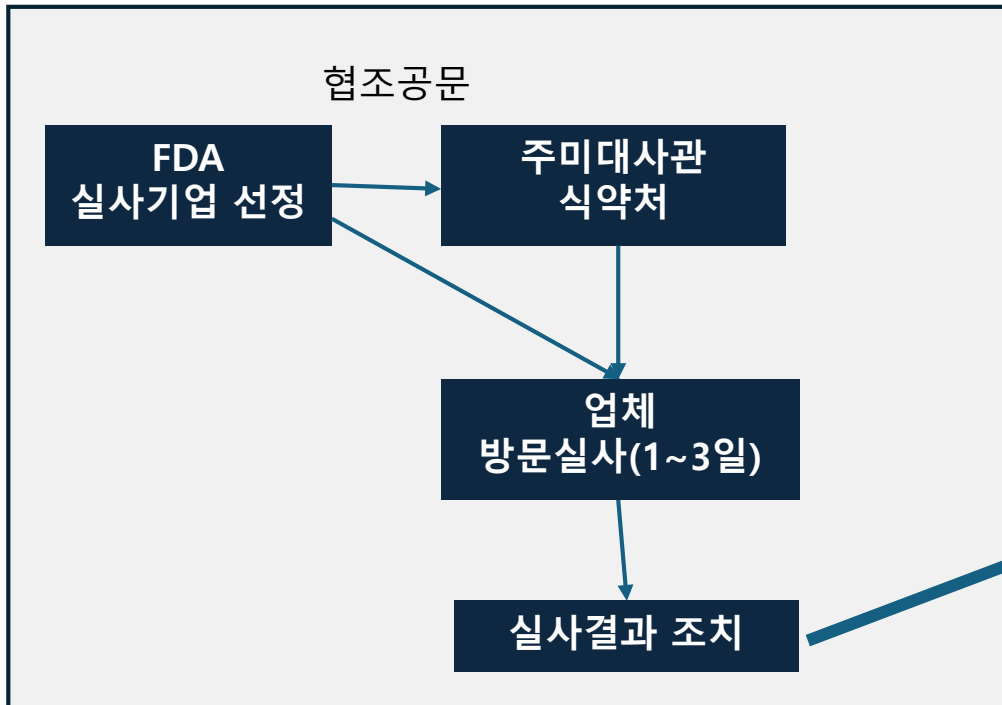 협조공문
FDA
실사기업 선정
주미대사관
식약처
업체
방문실사(1~3일)
실사결과 조치